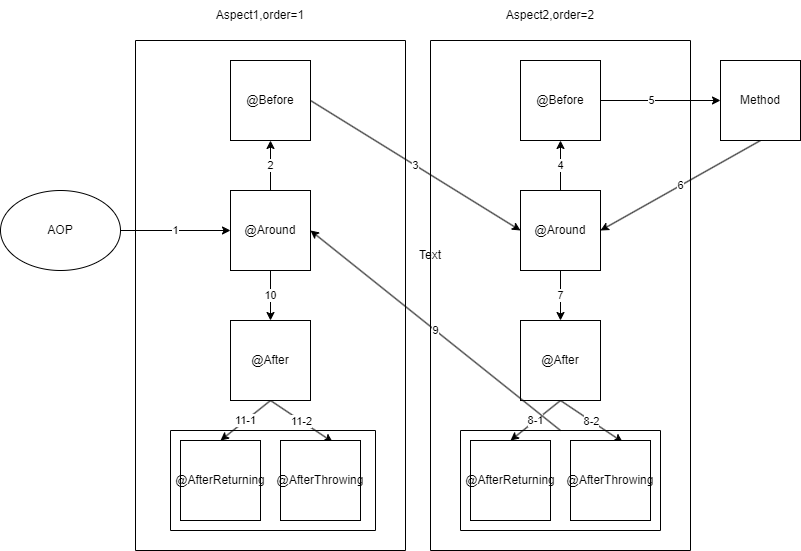 Aspect1,order=1
Aspect2,order=2
@Before
@Before
5
Method
2
3
4
6
AOP
1
@Around
@Around
Text
10
7
9
@After
@After
11-1
11-2
8-1
8-2
@AfterReturning
@AfterThrowing
@AfterReturning
@AfterThrowing